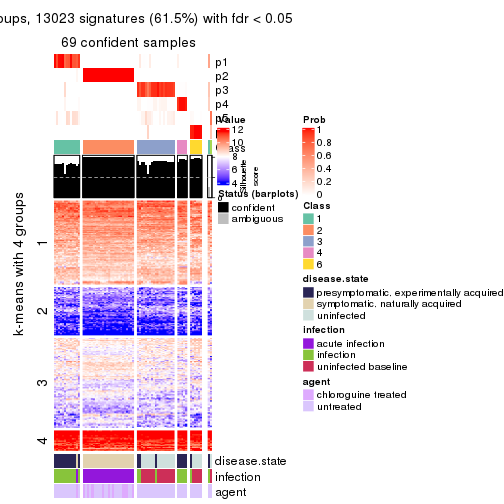 oups, 13023 signatures (61.5%) with fdr < 0.05
69 confident samples
p1
p2
p3
p4
Value
12
10
8
6
4
Silhouette
score
Status (barplots)
confident
ambiguous
Prob
1
0.8
0.6
0.4
0.2
0
Class
1
2
3
4
6
disease.state
presymptomatic, experimentally acquired
symptomatic, naturally acquired
uninfected
infection
acute infection
infection
uninfected baseline
agent
chloroguine treated
untreated
k-means with 4 groups
1
2
3
4
disease.state
infection
agent